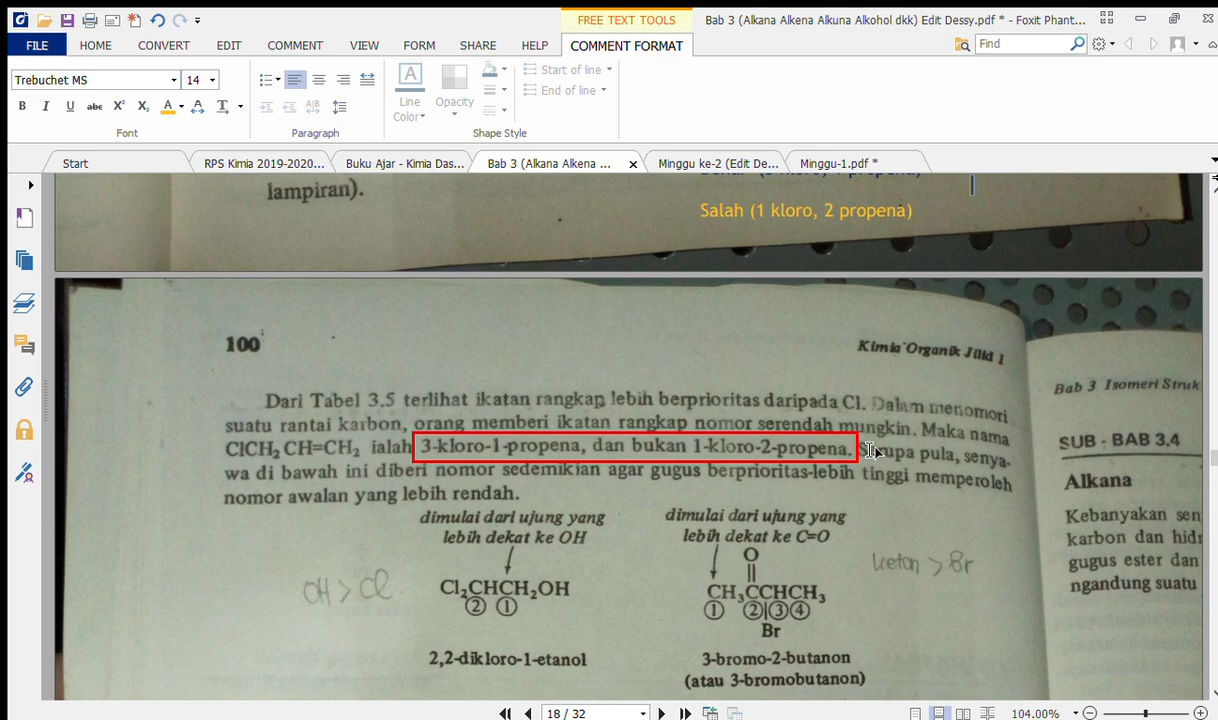 FREE TEXT TOOLS
Bab 3 (Alkana Alkena Alkuna Alkohol dkk) Edit Dessy.pdf * - Foxit Phant...
FILE HOME CONVERT EDIT COMMENT VIEW FORM SHARE HELP COMMENT FORMAT Find
Trebuchet MS 14
Line Color
Opacity
Start of line
End of line
B I U abc X² X₂ A A T
Font Paragraph Shape Style
Start RPS Kimia 2019-2020... Buku Ajar - Kimia Das... Bab 3 (Alkana Alkena ... Minggu ke-2 (Edit De... Minggu-1.pdf *
lampiran).
Salah (1 kloro, 2 propena)
100
Kimia Organik Jilid 1
Dari Tabel 3.5 terlihat ikatan rangkap lebih berprioritas daripada Cl. Dalam menomori
suatu rantai karbon, orang memberi ikatan rangkap nomor serendah mungkin. Maka nama
ClCH₂CH=CH₂ ialah 3-kloro-1-propena, dan bukan 1-kloro-2-propena. Serupa pula, senya-
wa di bawah ini diberi nomor sedemikian agar gugus berprioritas-lebih tinggi memperoleh
nomor awalan yang lebih rendah.
dimulai dari ujung yang
lebih dekat ke OH
OH > Cl
Cl₂CHCH₂OH
② ①
2,2-dikloro-1-etanol
dimulai dari ujung yang
lebih dekat ke C=O
O
CH₃CCHCH₃
① ② ③ ④
Br
keton > Br
3-bromo-2-butanon
(atau 3-bromobutanon)
Bab 3 Isomeri Struk
SUB-BAB 3.4
Alkana
Kebanyakan sen
karbon dan hidr
gugus ester dan
ngandung suatu
18 / 32
104.00%